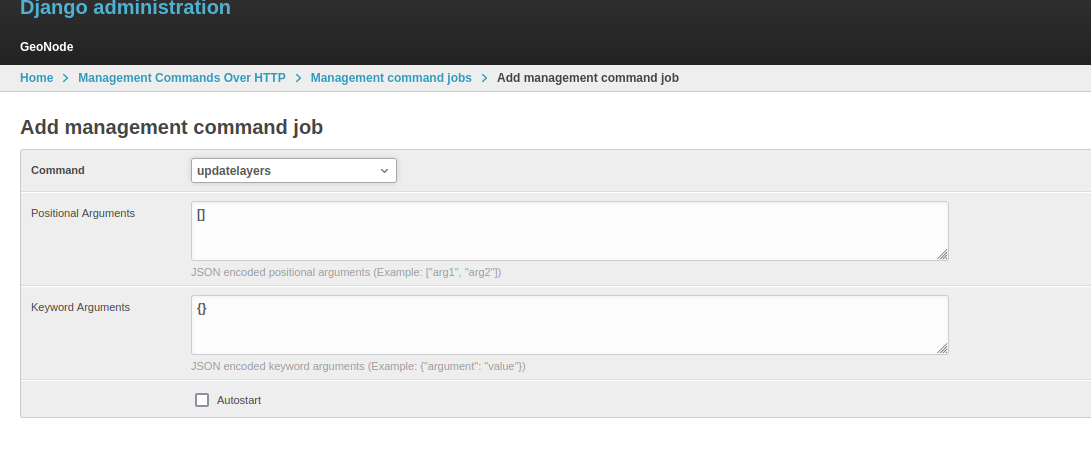 Django administration
GeoNode
Home > Management Commands Over HTTP > Management command jobs > Add management command job
Add management command job
Command updatelayers
Positional Arguments []
JSON encoded positional arguments (Example: ["arg1", "arg2"])
Keyword Arguments {}
JSON encoded keyword arguments (Example: {"argument": "value"})
Autostart